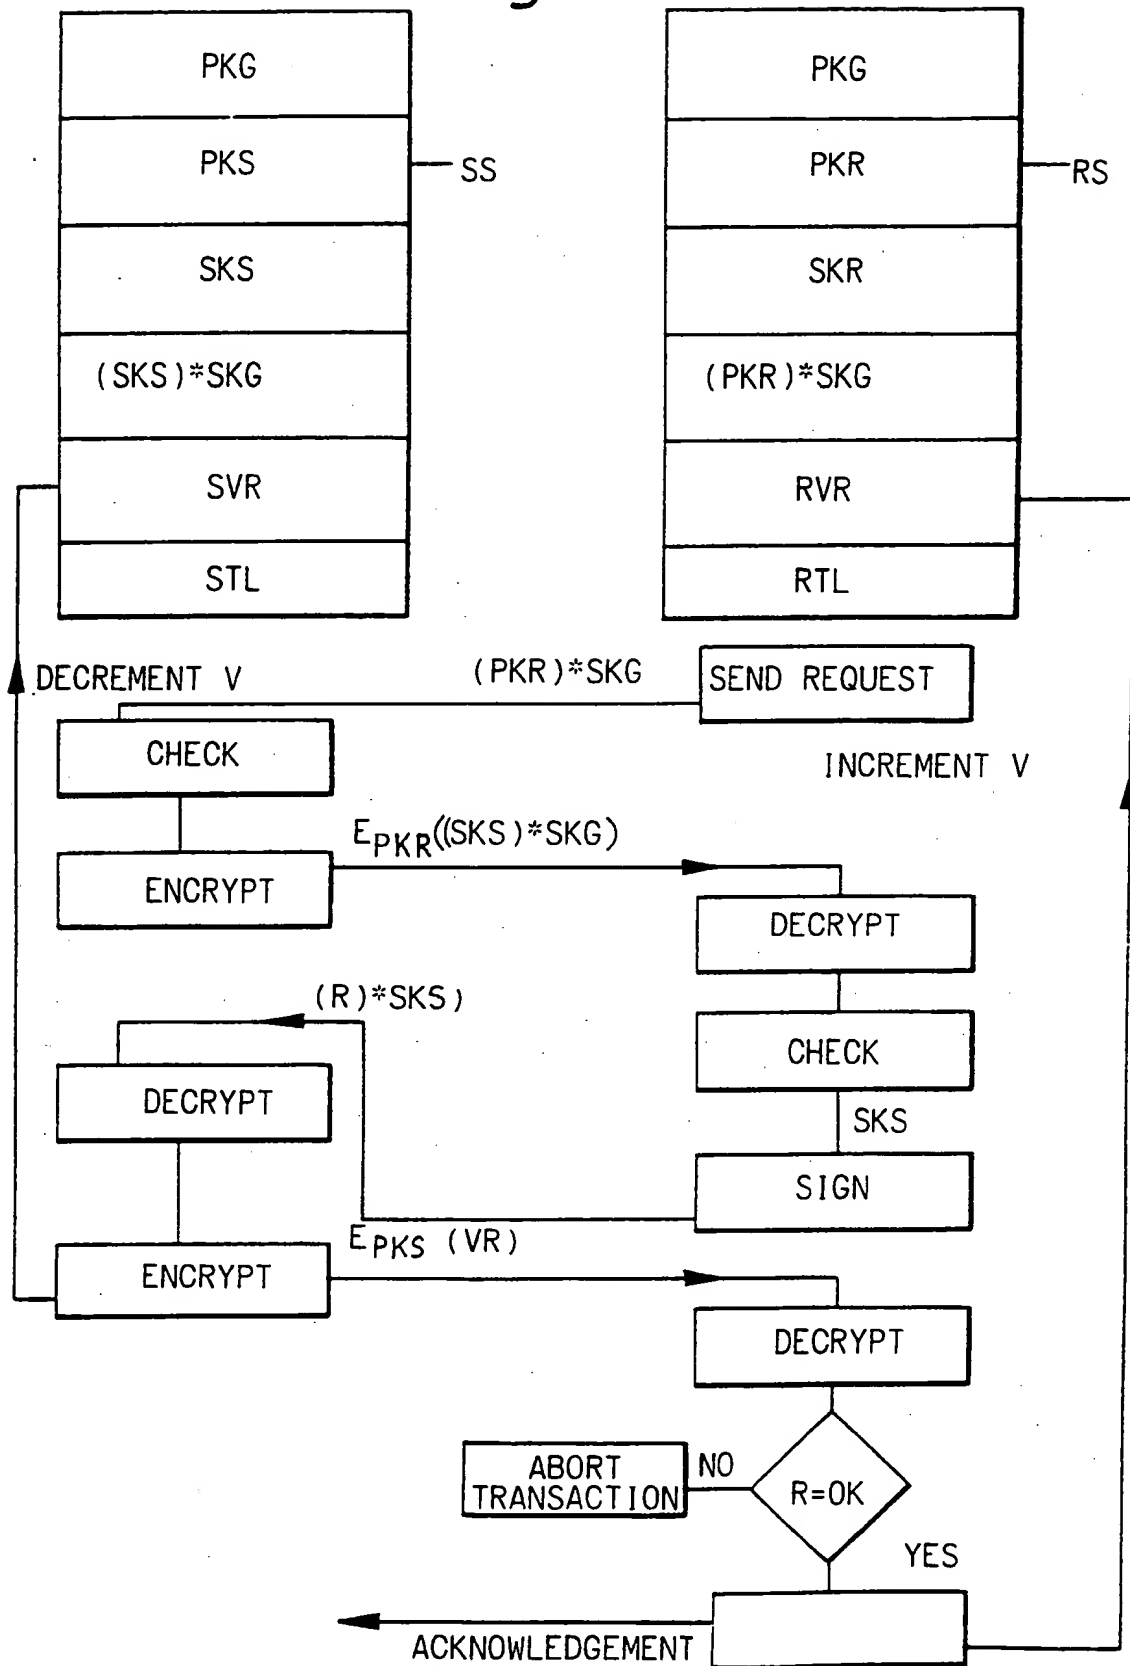 g
PKG
PKS
SS
SKS
(SKS)*SKG
SVR
STL
PKG
PKR
RS
SKR
(PKR)*SKG
RVR
RTL
DECREMENT V
(PKR)*SKG
SEND REQUEST
CHECK
INCREMENT V
EPKR((SKS)*SKG)
ENCRYPT
DECRYPT
(R)*SKS)
CHECK
DECRYPT
SKS
SIGN
EPKS (VR)
ENCRYPT
DECRYPT
ABORT
TRANSACTION
NO
R=OK
YES
ACKNOWLEDGEMENT